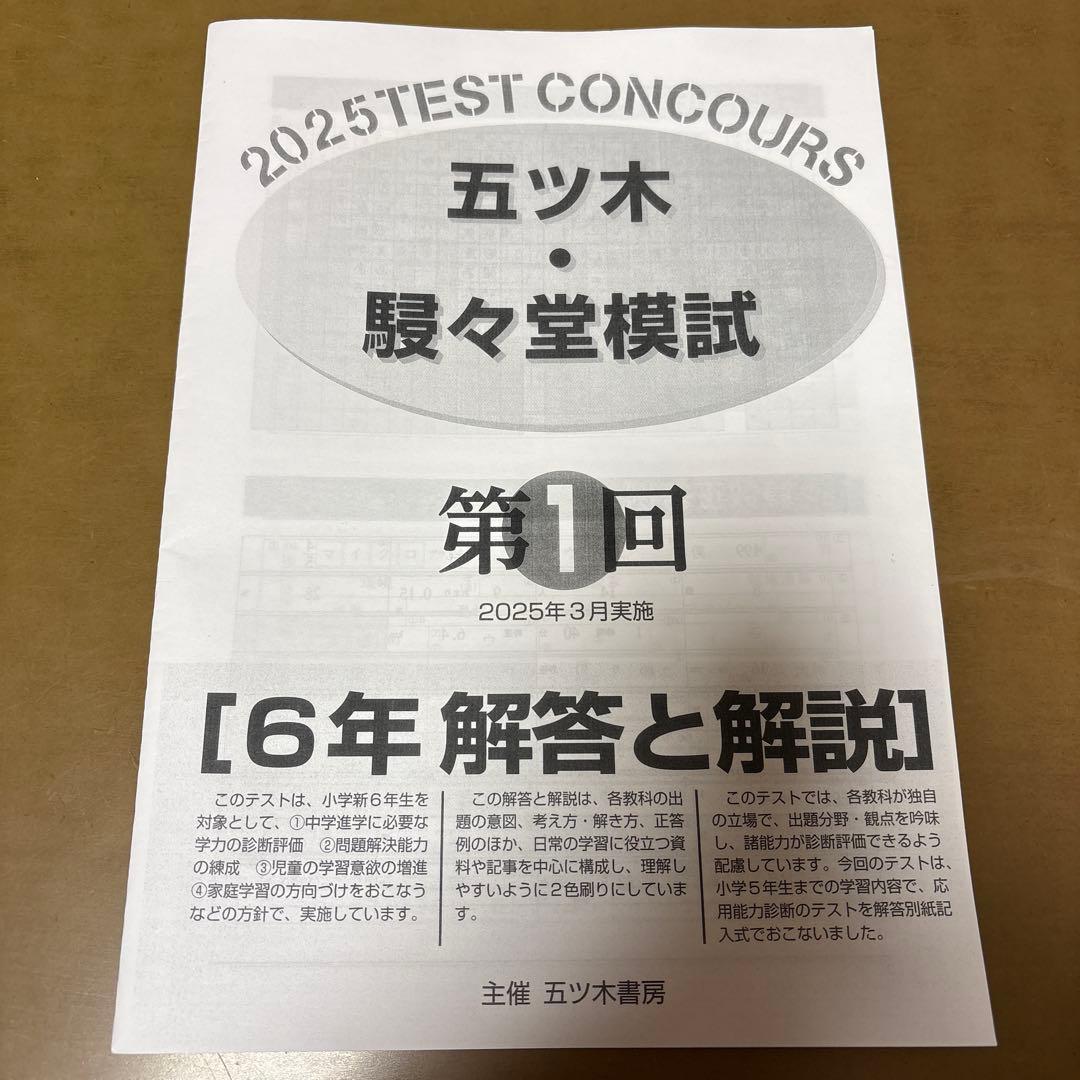 2025TEST CONCOURS
五ツ木
・
駸々堂模試
第1回
2025年3月実施
［6年 解答と解説］
このテストは、小学新6年生を
対象として、①中学進学に必要な
学力の診断評価　②問題解決能力
の練成　③児童の学習意欲の増進
④家庭学習の方向づけをおこなう
などの方針で、実施しています。
この解答と解説は、各教科の出
題の意図、考え方・解き方、正答
例のほか、日常の学習に役立つ資
料や記事を中心に構成し、理解し
やすいように2色刷りにしていま
す。
このテストでは、各教科が独自
の立場で、出題分野・観点を吟味
し、諸能力が診断評価できるよう
配慮しています。今回のテストは、
小学5年生までの学習内容で、応
用能力診断のテストを解答別紙記
入式でおこないました。
主催 五ツ木書房